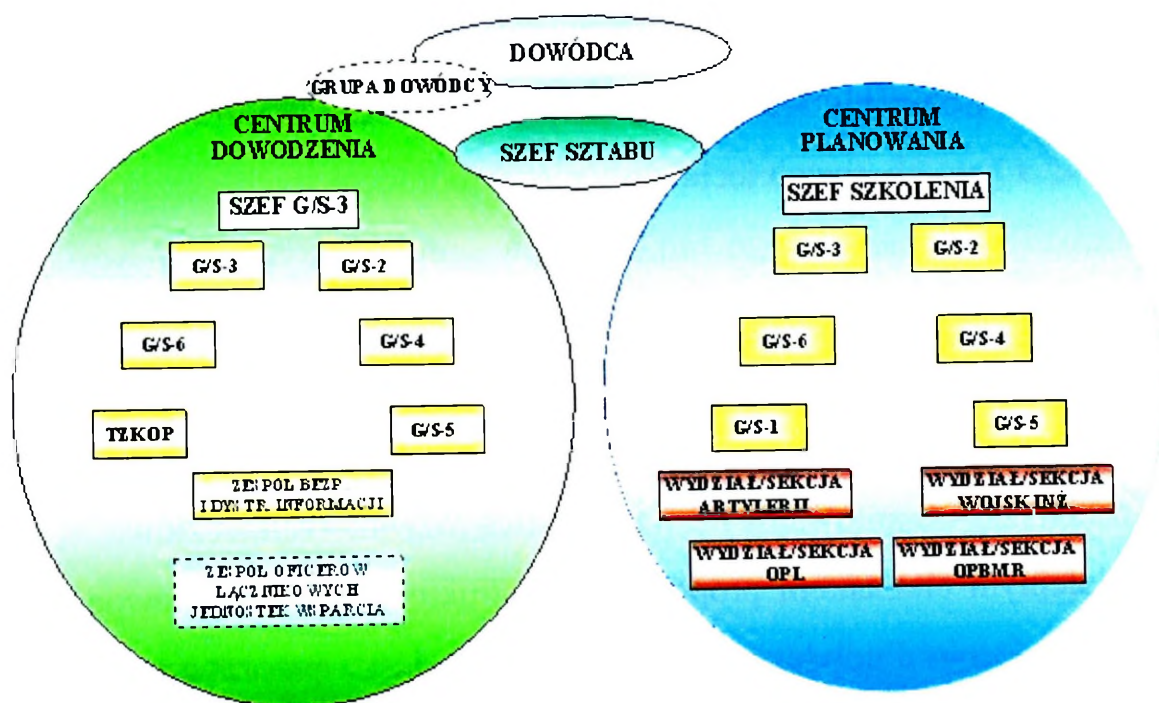 DOWÓDCA
GRUPA DOWÓDCY
SZEF SZTABU
CENTRUM
DOWODZENIA
SZEF G/S-3
G/S-3
G/S-2
G/S-6
G/S-4
TZKOP
G/S-5
ZESPÓŁ BEZP
I DYSTR. INFORMACJI
ZESPÓŁ OFICERÓW
ŁĄCZNIKOWYCH
JEDNOSTEK WSPARCIA
CENTRUM
PLANOWANIA
SZEF SZKOLENIA
G/S-3
G/S-2
G/S-6
G/S-4
G/S-1
G/S-5
WYDZIAŁ/SEKCJA
ARTYLERII
WYDZIAŁ/SEKCJA
WOJSK INŻ.
WYDZIAŁ/SEKCJA
OPL
WYDZIAŁ/SEKCJA
OPBMR